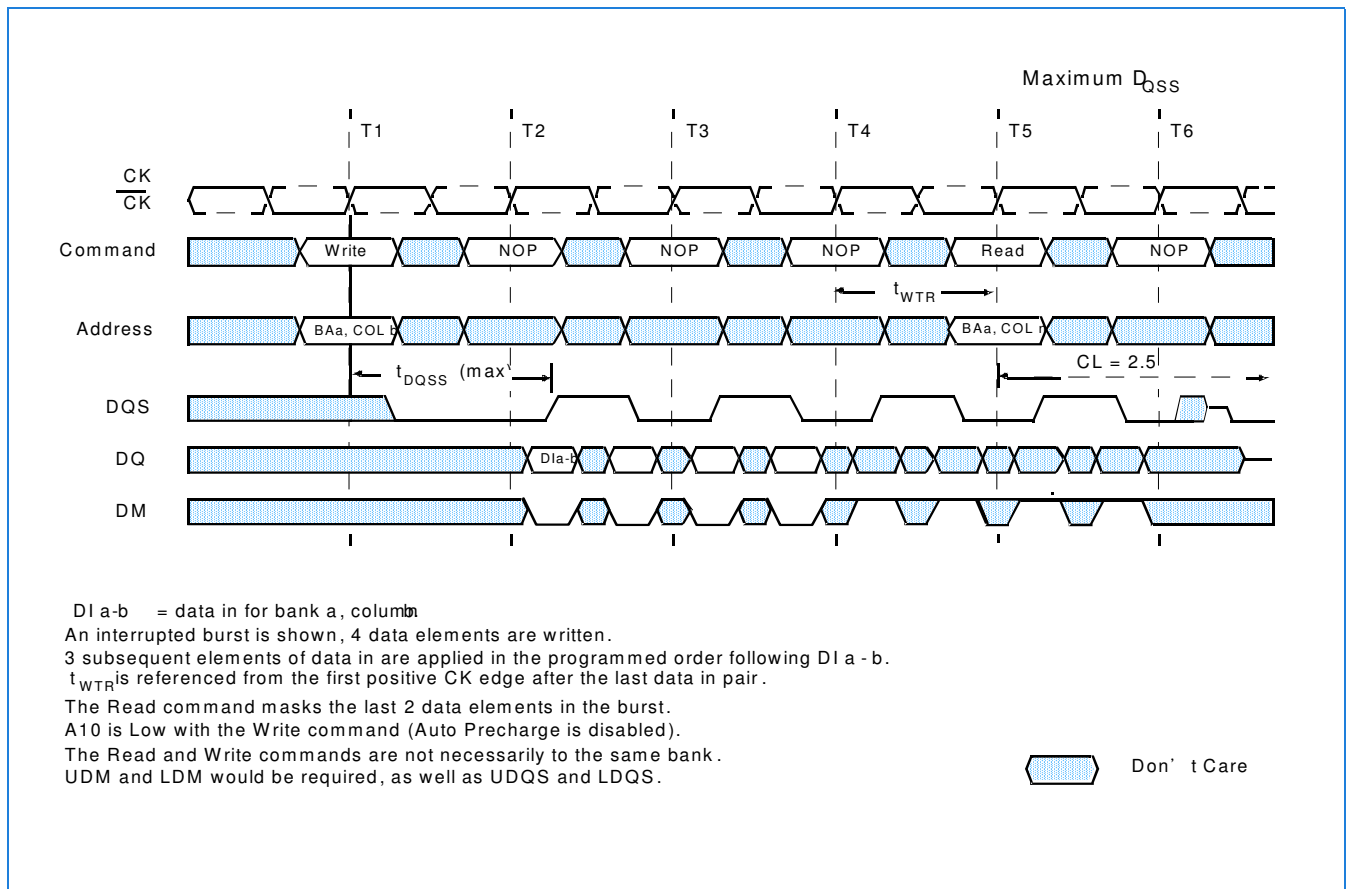 Maximum DQSS
T1 T2 T3 T4 T5 T6
CK
CK
Command Write NOP NOP NOP Read NOP
tWTR
Address BAa, COL b BAa, COL n
tDQSS (max) CL = 2.5
DQS
DQ DIa-b
DM
DI a-b = data in for bank a, column b.
An interrupted burst is shown, 4 data elements are written.
3 subsequent elements of data in are applied in the programmed order following DI a - b.
tWTR is referenced from the first positive CK edge after the last data in pair.
The Read command masks the last 2 data elements in the burst.
A10 is Low with the Write command (Auto Precharge is disabled).
The Read and Write commands are not necessarily to the same bank.
UDM and LDM would be required, as well as UDQS and LDQS.
Don't Care